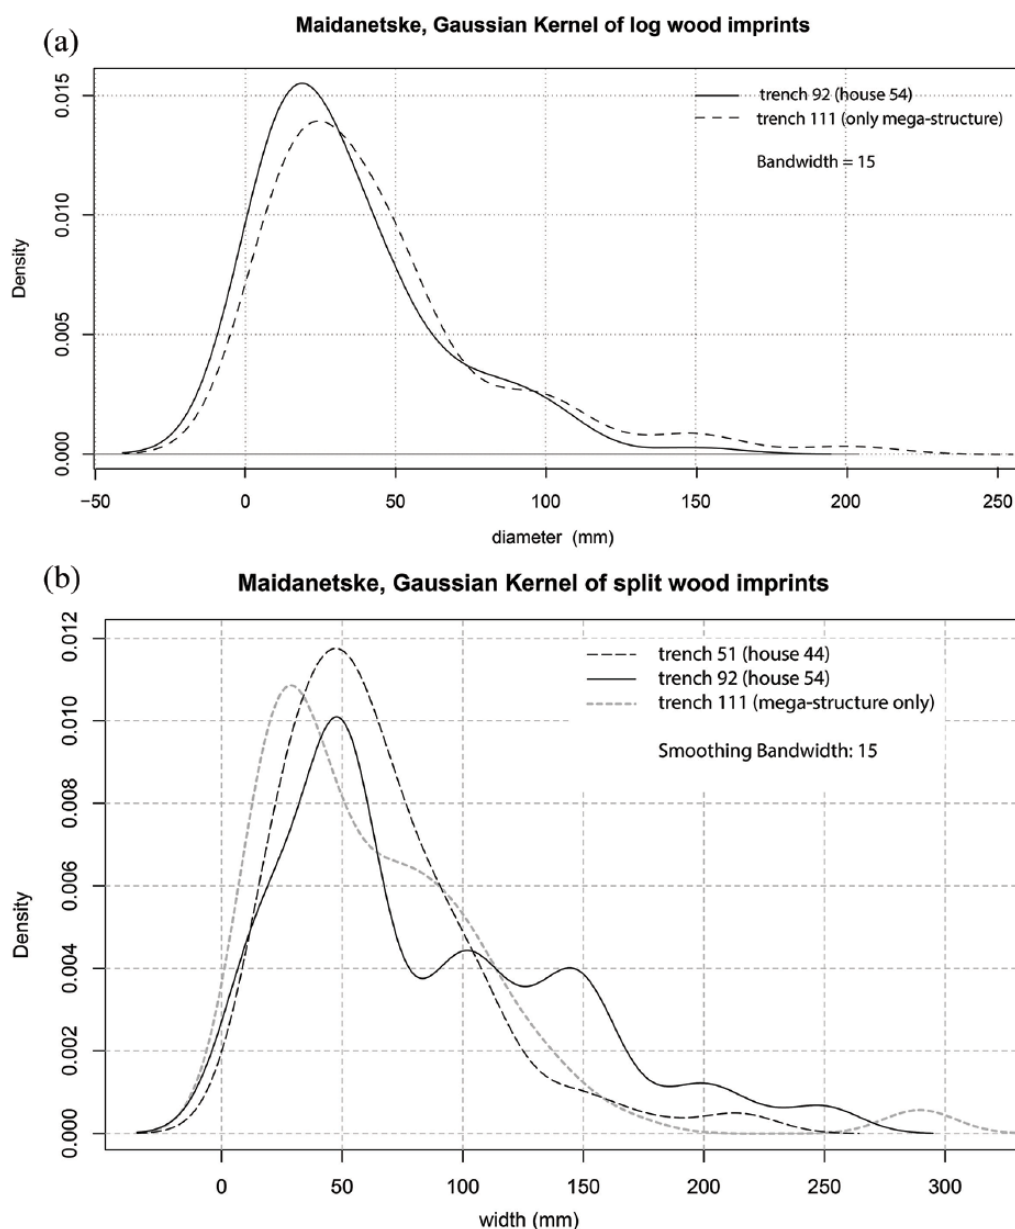 (a)
Maidanetske, Gaussian Kernel of log wood imprints
trench 92 (house 54)
trench 111 (only mega-structure)
Bandwidth = 15
0.015
0.010
0.005
0.000
Density
−50 0 50 100 150 200 250
diameter (mm)
(b)
Maidanetske, Gaussian Kernel of split wood imprints
trench 51 (house 44)
trench 92 (house 54)
trench 111 (mega-structure only)
Smoothing Bandwidth: 15
0.012
0.010
0.008
0.006
0.004
0.002
0.000
Density
0 50 100 150 200 250 300
width (mm)